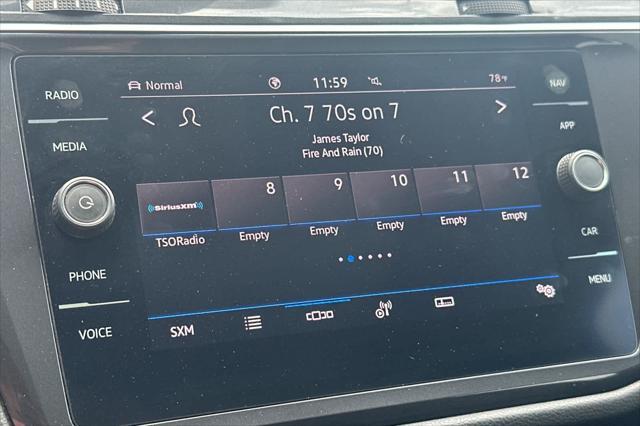 RADIO
MEDIA
PHONE
VOICE
Normal
11:59
78°F
Ch. 7 70s on 7
James Taylor
Fire And Rain (70)
SiriusXM
8
9
10
11
12
TSORadio
Empty
Empty
Empty
Empty
Empty
SXM
NAV
APP
CAR
MENU